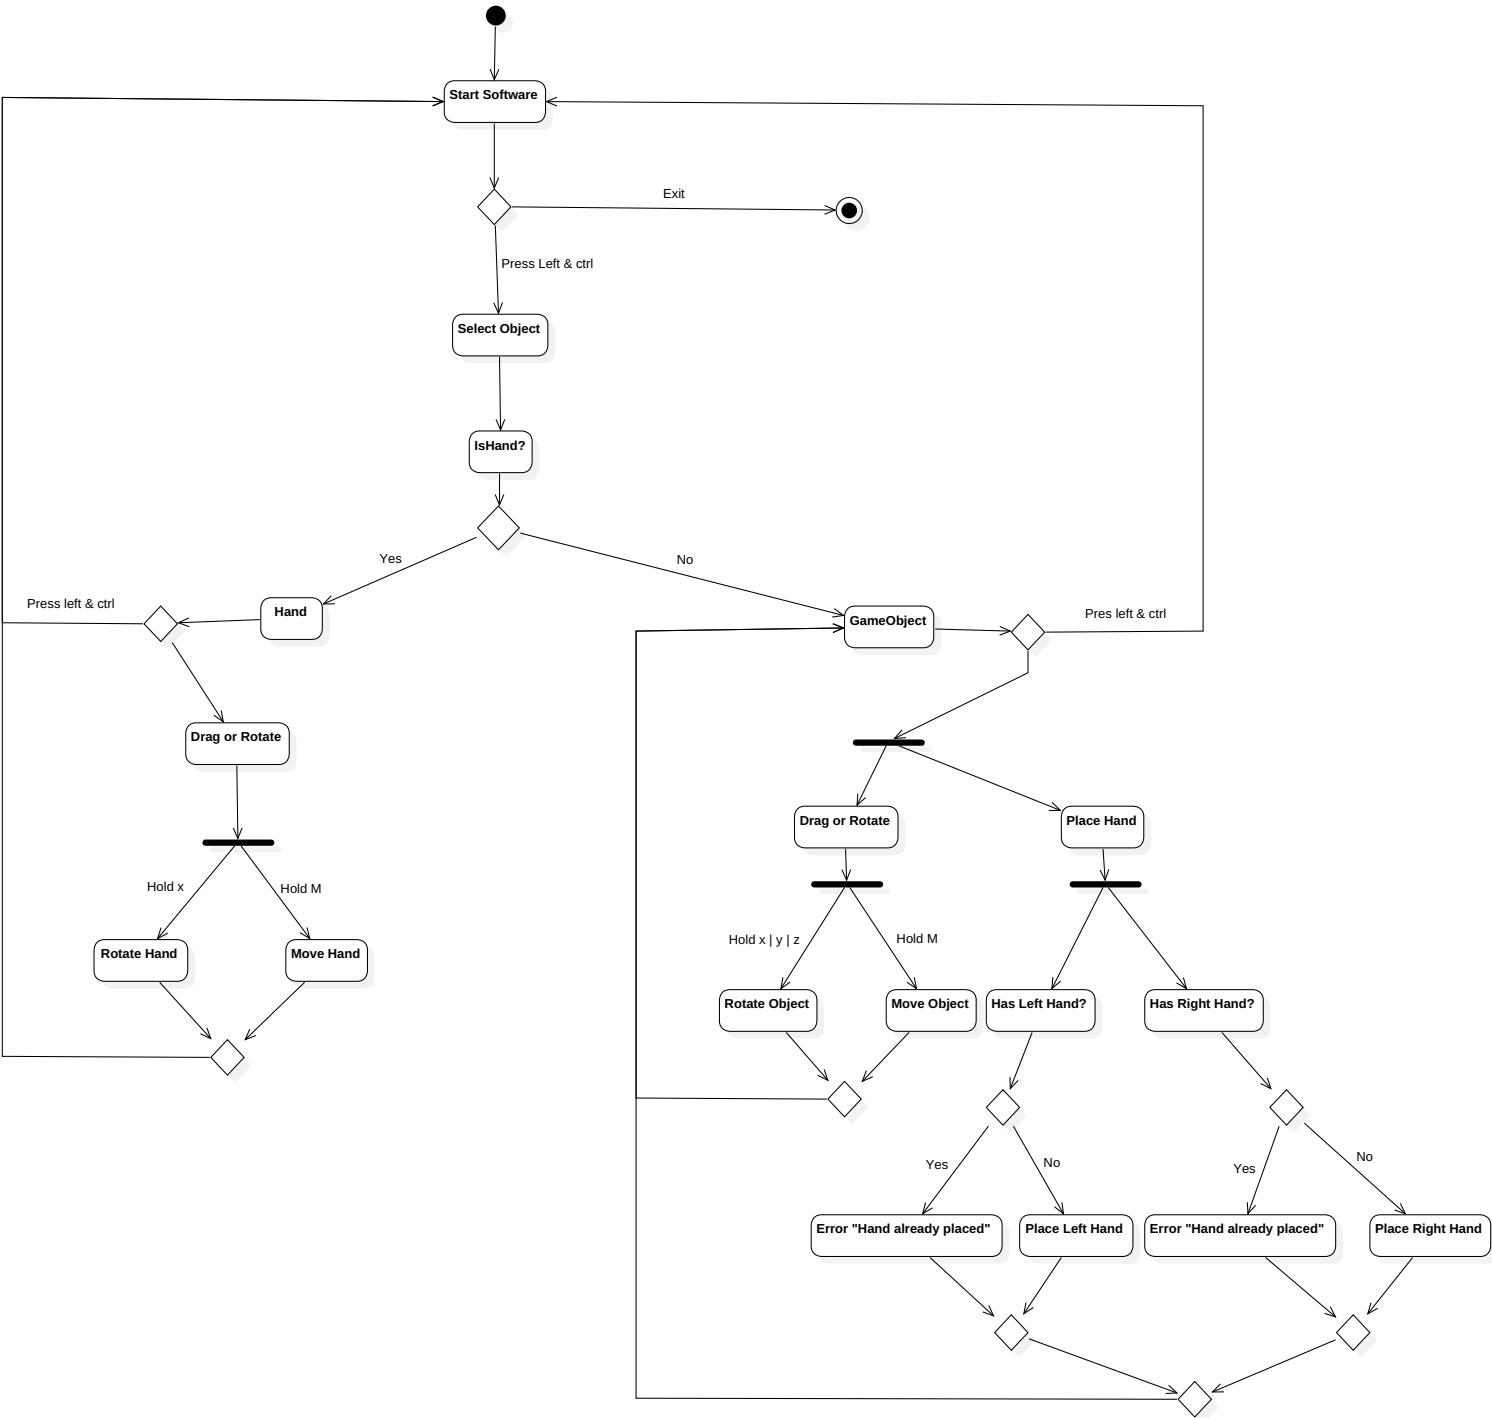 Start Software
Exit
Press Left & ctrl
Select Object
IsHand?
Yes
No
Press left & ctrl
Hand
GameObject
Pres left & ctrl
Drag or Rotate
Drag or Rotate
Place Hand
Hold x
Hold M
Hold x | y | z
Hold M
Rotate Hand
Move Hand
Rotate Object
Move Object
Has Left Hand?
Has Right Hand?
Yes
No
Yes
No
Error "Hand already placed"
Place Left Hand
Error "Hand already placed"
Place Right Hand